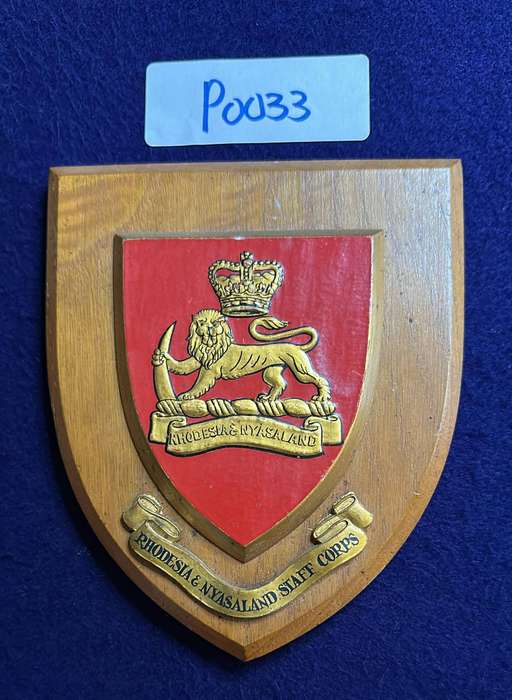 P0033
RHODESIA & NYASALAND
RHODESIA & NYASALAND STAFF CORPS